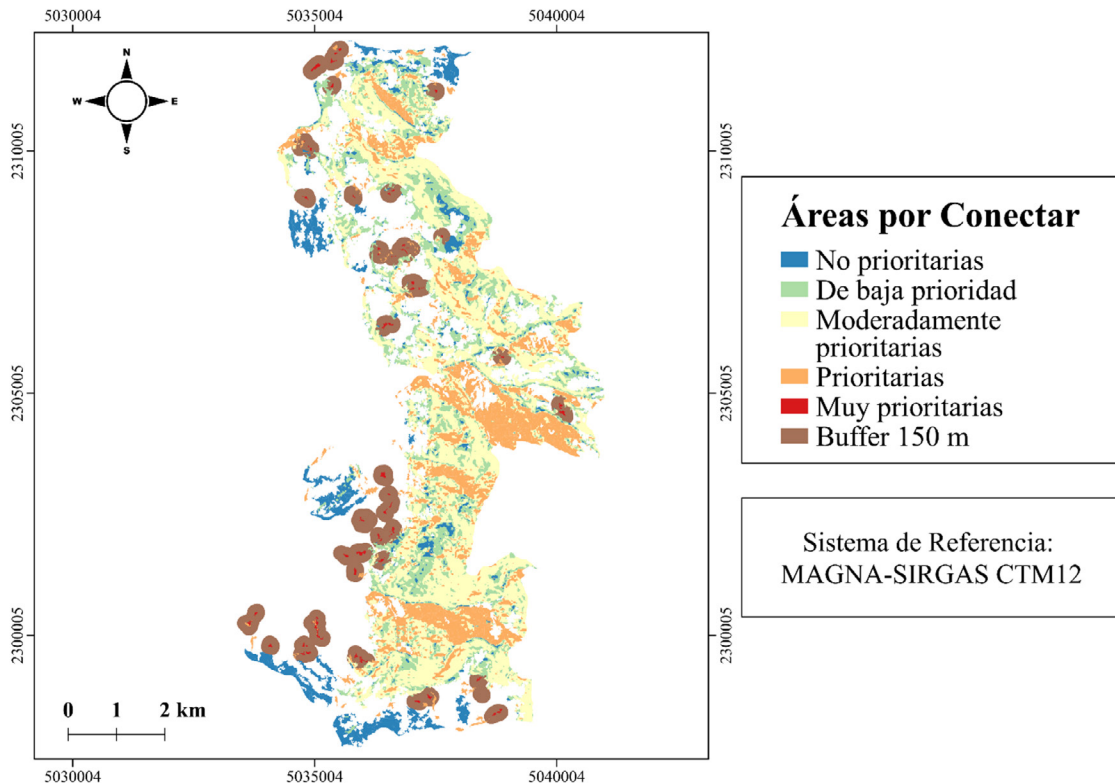 5030004 5035004 5040004
N
W E
S
2310005 2310005
2305005 2305005
2300005 2300005
0 1 2 km
5030004 5035004 5040004
Áreas por Conectar
No prioritarias
De baja prioridad
Moderadamente
prioritarias
Prioritarias
Muy prioritarias
Buffer 150 m
Sistema de Referencia:
MAGNA-SIRGAS CTM12